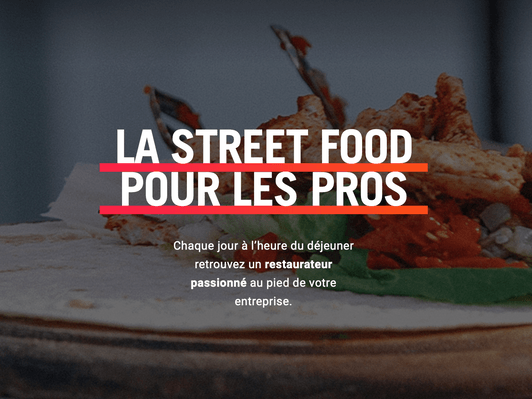 LA STREET FOOD
POUR LES PROS
Chaque jour à l'heure du déjeuner
retrouvez un restaurateur
passionné au pied de votre
entreprise.